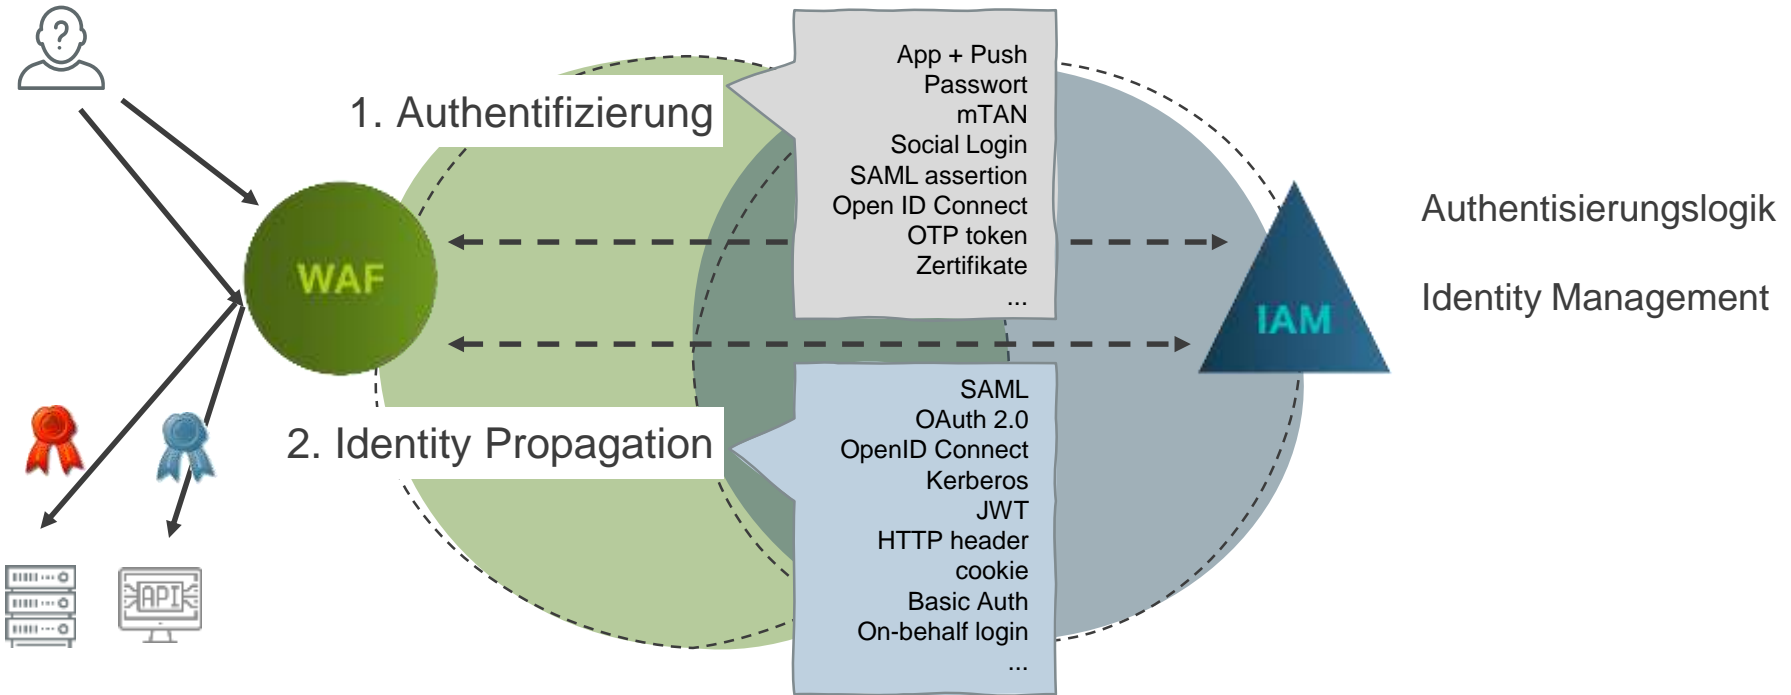 ?
App + Push
Passwort
mTAN
Social Login
SAML assertion
Open ID Connect
OTP token
Zertifikate
...
1. Authentifizierung
WAF
IAM
Authentisierungslogik
Identity Management
2. Identity Propagation
SAML
OAuth 2.0
OpenID Connect
Kerberos
JWT
HTTP header
cookie
Basic Auth
On-behalf login
...
API